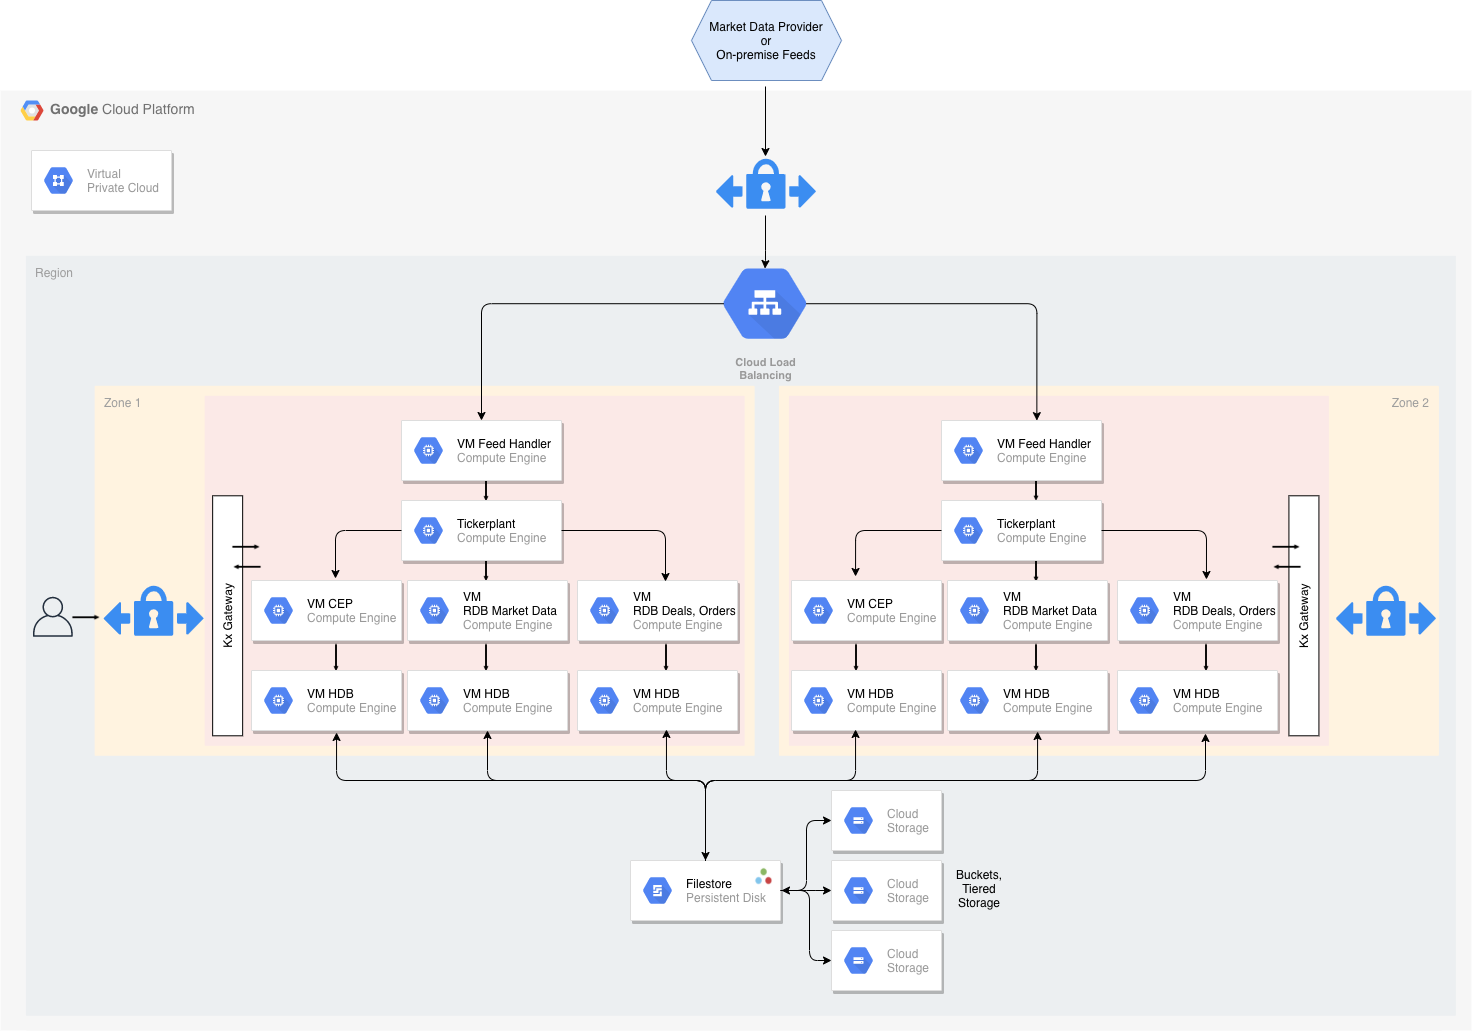 Market Data Provider
or
On-premise Feeds
Google Cloud Platform
Virtual
Private Cloud
Region
Cloud Load
Balancing
Zone 1
VM Feed Handler
Compute Engine
Tickerplant
Compute Engine
Kx Gateway
VM CEP
Compute Engine
VM
RDB Market Data
Compute Engine
VM
RDB Deals, Orders
Compute Engine
VM HDB
Compute Engine
VM HDB
Compute Engine
VM HDB
Compute Engine
Zone 2
VM Feed Handler
Compute Engine
Tickerplant
Compute Engine
VM CEP
Compute Engine
VM
RDB Market Data
Compute Engine
VM
RDB Deals, Orders
Compute Engine
Kx Gateway
VM HDB
Compute Engine
VM HDB
Compute Engine
VM HDB
Compute Engine
Cloud
Storage
Filestore
Persistent Disk
Cloud
Storage
Buckets,
Tiered
Storage
Cloud
Storage